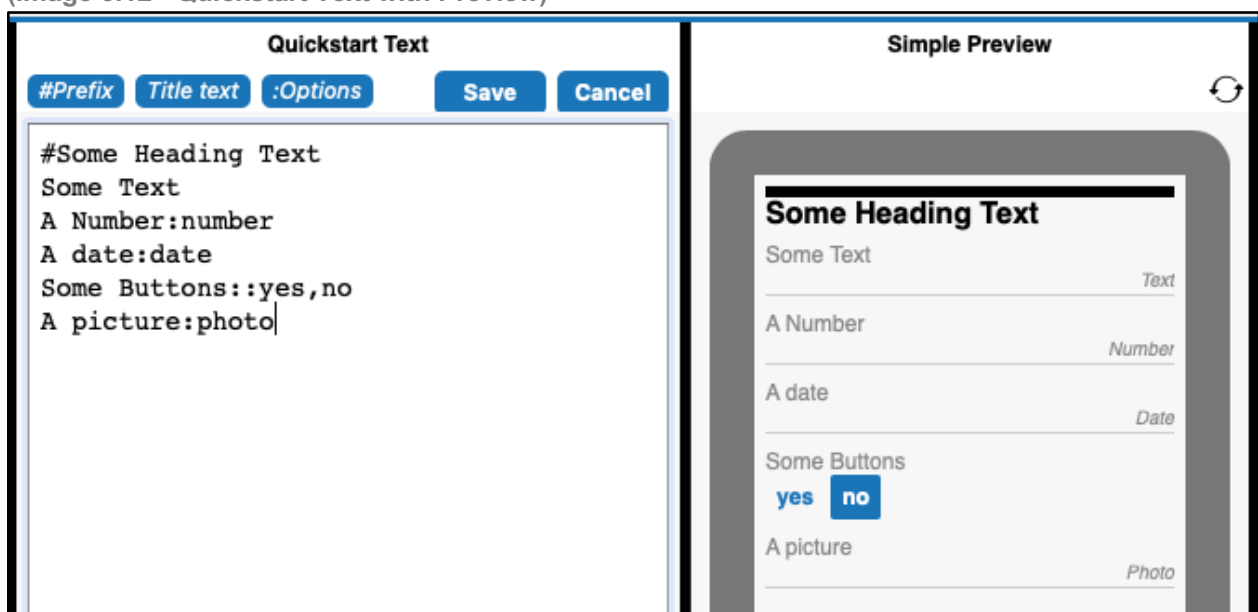 Quickstart Text
#Prefix Title text :Options Save Cancel
#Some Heading Text
Some Text
A Number:number
A date:date
Some Buttons::yes,no
A picture:photo
Simple Preview
Some Heading Text
Some Text
Text
A Number
Number
A date
Date
Some Buttons
yes no
A picture
Photo